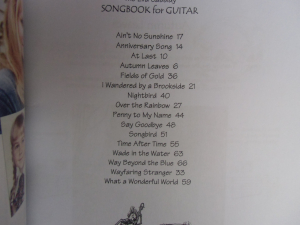 SONGBOOK for GUITAR
Ain't No Sunshine 17
Anniversary Song 14
At Last 10
Autumn Leaves 6
Fields of Gold 36
I Wandered by a Brookside 21
Nightbird 40
Over the Rainbow 27
Penny to My Name 44
Say Goodbye 48
Songbird 51
Time After Time 55
Wade in the Water 63
Way Beyond the Blue 66
Wayfaring Stranger 33
What a Wonderful World 59